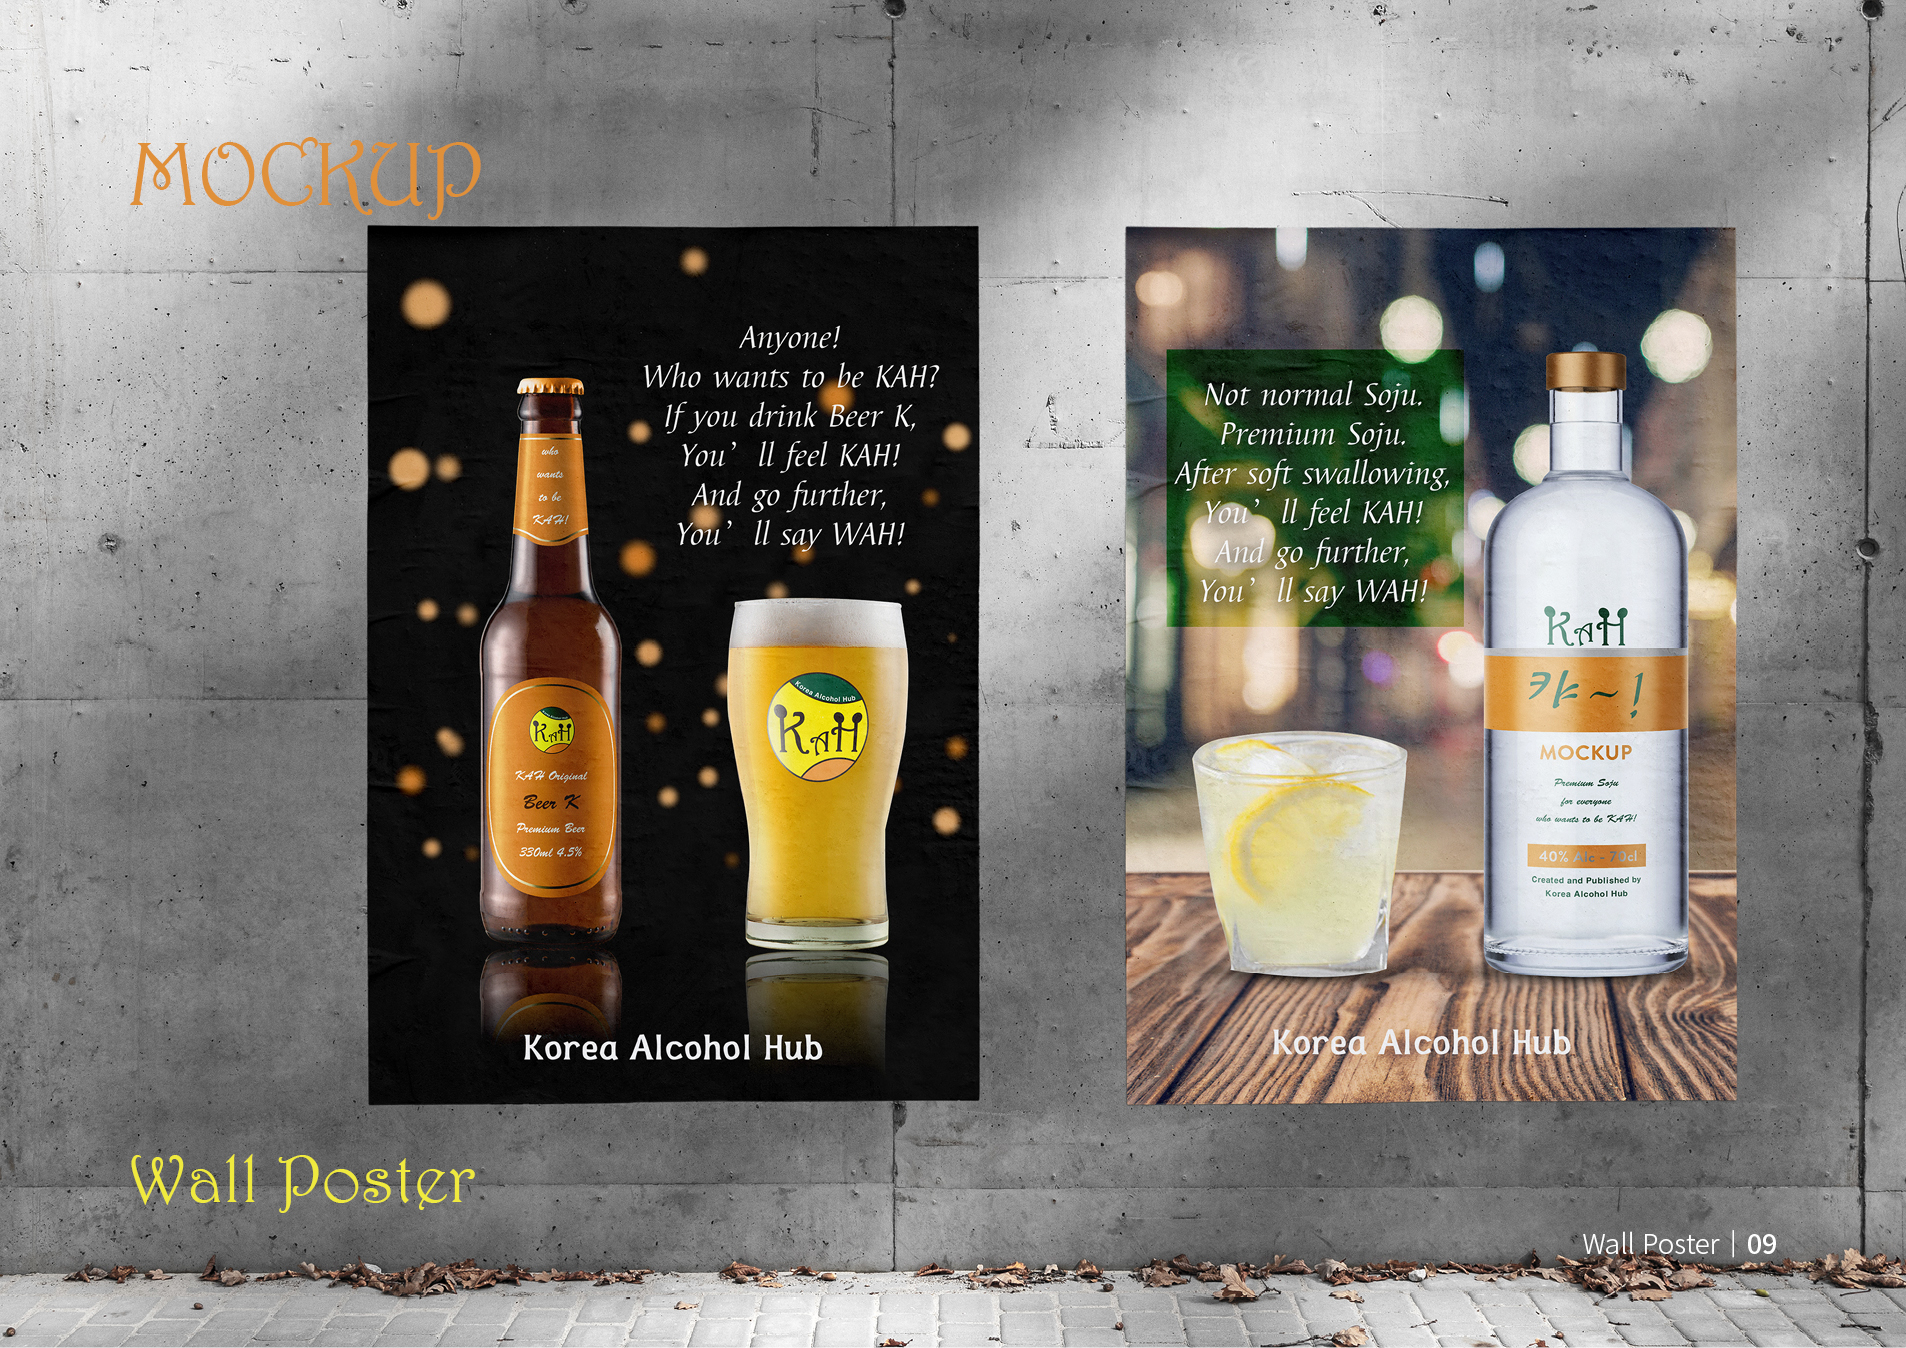 MOCKUP
Anyone!
Who wants to be KAH?
If you drink Beer K,
You’ ll feel KAH!
And go further,
You’ ll say WAH!
who
wants
to be
KAH!
KAH
KAH Original
Beer K
Premium Beer
330ml 4.5%
Korea Alcohol Hub
KAH
Korea Alcohol Hub
Not normal Soju.
Premium Soju.
After soft swallowing,
You’ ll feel KAH!
And go further,
You’ ll say WAH!
KAH
캬~!
MOCKUP
Premium Soju
for everyone
who wants to be KAH!
40% Alc - 70cl
Created and Published by
Korea Alcohol Hub
Korea Alcohol Hub
Wall Poster
Wall Poster | 09